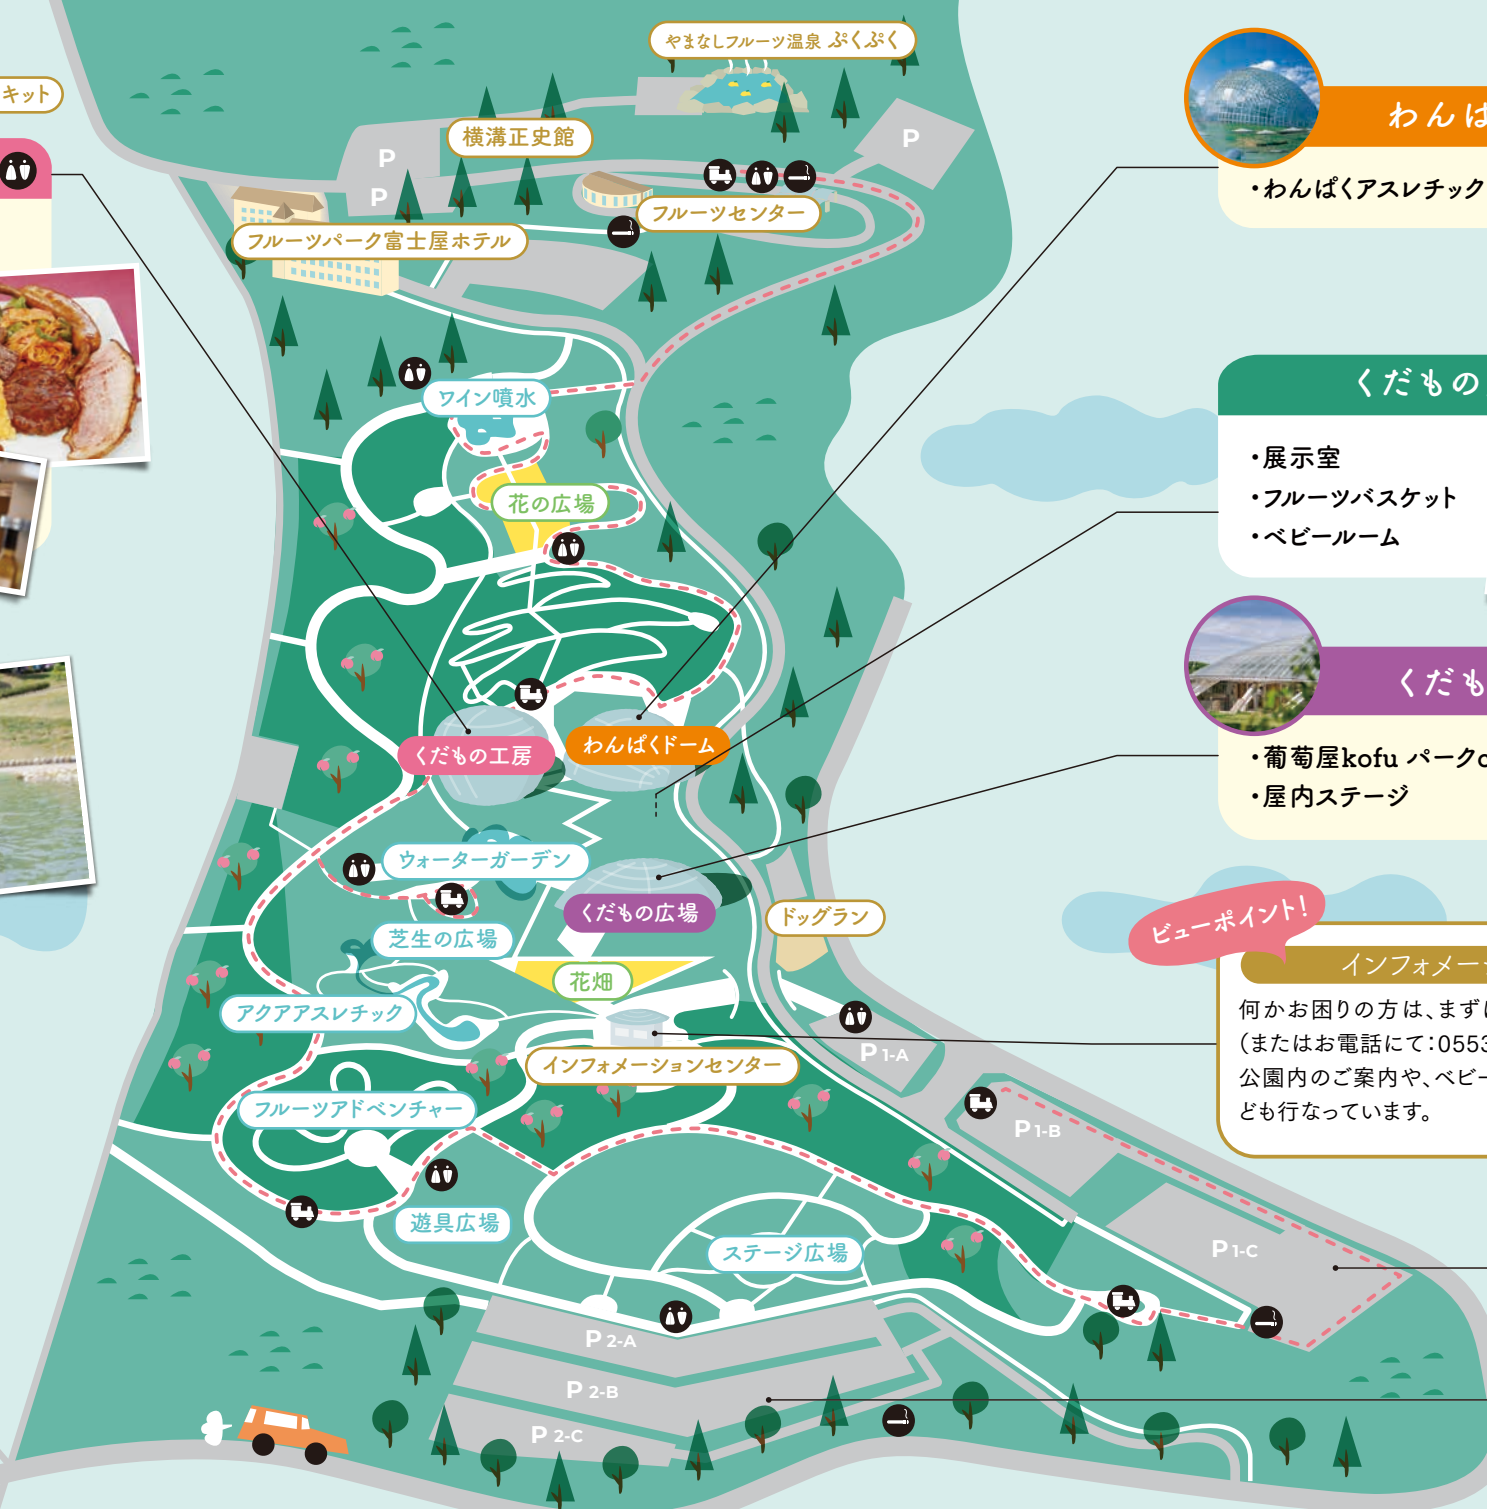 やまなしフルーツ温泉 ぷくぷく
キット
横溝正史館
P
P
P
フルーツセンター
フルーツパーク富士屋ホテル
ワイン噴水
花の広場
くだもの工房
わんぱくドーム
ウォーターガーデン
くだもの広場
ドッグラン
芝生の広場
花畑
アクアアスレチック
インフォメーションセンター
フルーツアドベンチャー
遊具広場
ステージ広場
P 1-A
P 1-B
P 1-C
P 2-A
P 2-B
P 2-C
わんぱ
・わんぱくアスレチック
くだもの
・展示室
・フルーツバスケット
・ベビールーム
くだも
・葡萄屋kofu パークc
・屋内ステージ
ビューポイント!
インフォメー
何かお困りの方は、まずは
(またはお電話にて:0553
公園内のご案内や、ベビー
ども行なっています。